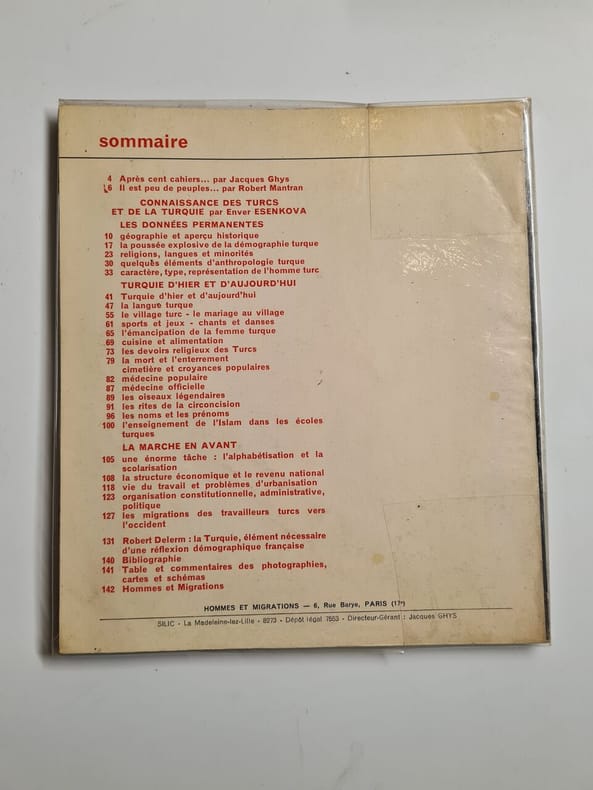 sommaire
4 Après cent cahiers... par Jacques Ghys
6 Il est peu de peuples... par Robert Mantran
CONNAISSANCE DES TURCS
ET DE LA TURQUIE par Enver ESENKOVA
LES DONNÉES PERMANENTES
10 géographie et aperçu historique
17 la poussée explosive de la démographie turque
23 religions, langues et minorités
30 quelques éléments d'anthropologie turque
33 caractère, type, représentation de l'homme turc
TURQUIE D'HIER ET D'AUJOURD'HUI
41 Turquie d'hier et d'aujourd'hui
47 la langue turque
55 le village turc - le mariage au village
61 sports et jeux - chants et danses
65 l'émancipation de la femme turque
69 cuisine et alimentation
73 les devoirs religieux des Turcs
79 la mort et l'enterrement
cimetière et croyances populaires
82 médecine populaire
87 médecine officielle
89 les oiseaux légendaires
91 les rites de la circoncision
96 les noms et les prénoms
100 l'enseignement de l'Islam dans les écoles
turques
LA MARCHE EN AVANT
105 une énorme tâche : l'alphabétisation et la
scolarisation
108 la structure économique et le revenu national
118 vie du travail et problèmes d'urbanisation
123 organisation constitutionnelle, administrative,
politique
127 les migrations des travailleurs turcs vers
l'occident
131 Robert Delerm : la Turquie, élément nécessaire
d'une réflexion démographique française
140 Bibliographie
141 Table et commentaires des photographies,
cartes et schémas
142 Hommes et Migrations
HOMMES ET MIGRATIONS — 6, Rue Barye, PARIS (17e)
SILIC - La Madeleine-lez-Lille - 8273 - Dépôt légal 7553 - Directeur-Gérant : Jacques GHYS